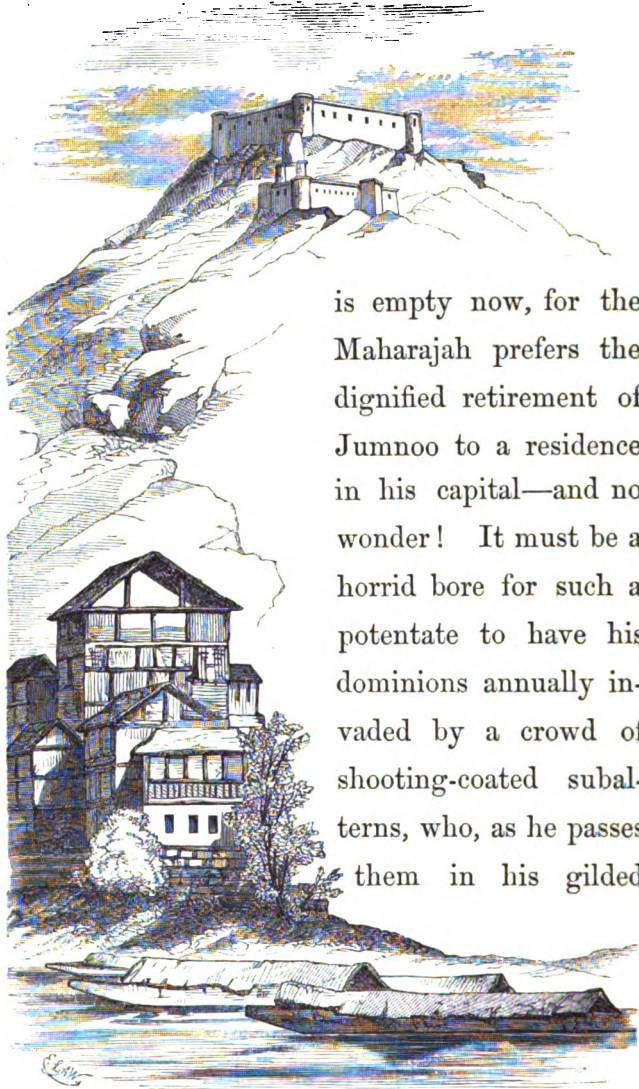 is empty now, for the
Maharajah prefers the
dignified retirement of
Jumnoo to a residence
in his capital—and no
wonder! It must be a
horrid bore for such a
potentate to have his
dominions annually in-
vaded by a crowd of
shooting-coated subal-
terns, who, as he passes
them in his gilded